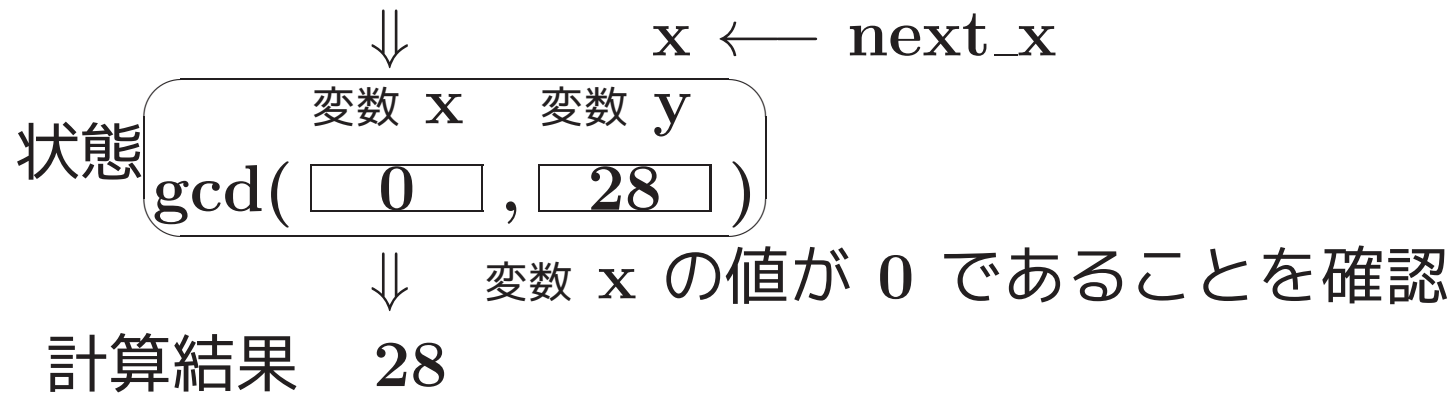 ⇓ x ⟵ next_x
変数 x 変数 y
状態
gcd( 0 , 28 )
⇓ 変数 x の値が 0 であることを確認
計算結果 28